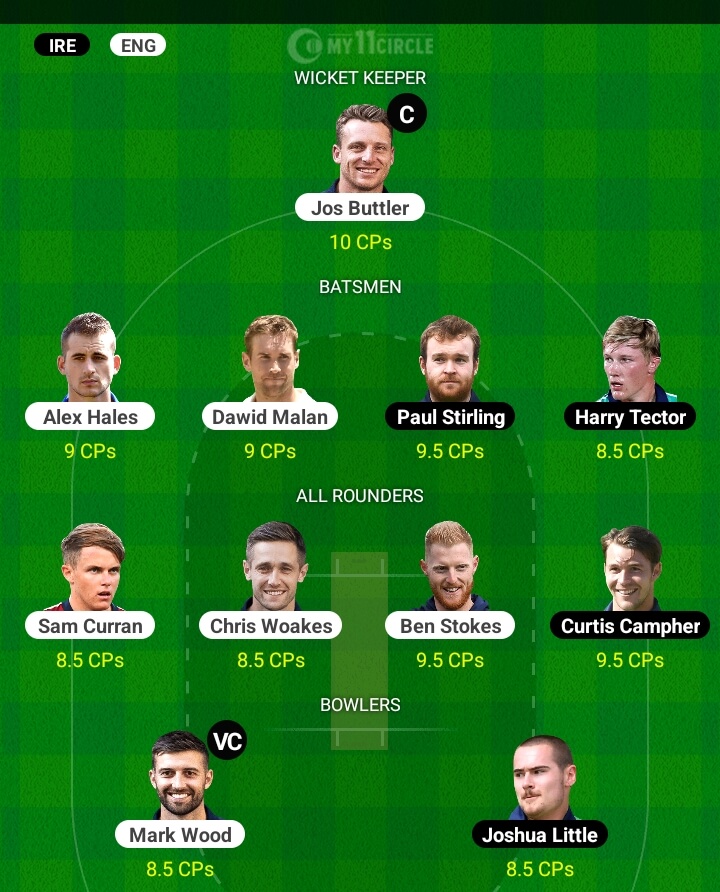 IRE ENG
MY11CIRCLE
WICKET KEEPER
C
Jos Buttler
10 CPs
BATSMEN
Alex Hales Dawid Malan Paul Stirling Harry Tector
9 CPs 9 CPs 9.5 CPs 8.5 CPs
ALL ROUNDERS
Sam Curran Chris Woakes Ben Stokes Curtis Campher
8.5 CPs 8.5 CPs 9.5 CPs 9.5 CPs
BOWLERS
VC
Mark Wood Joshua Little
8.5 CPs 8.5 CPs